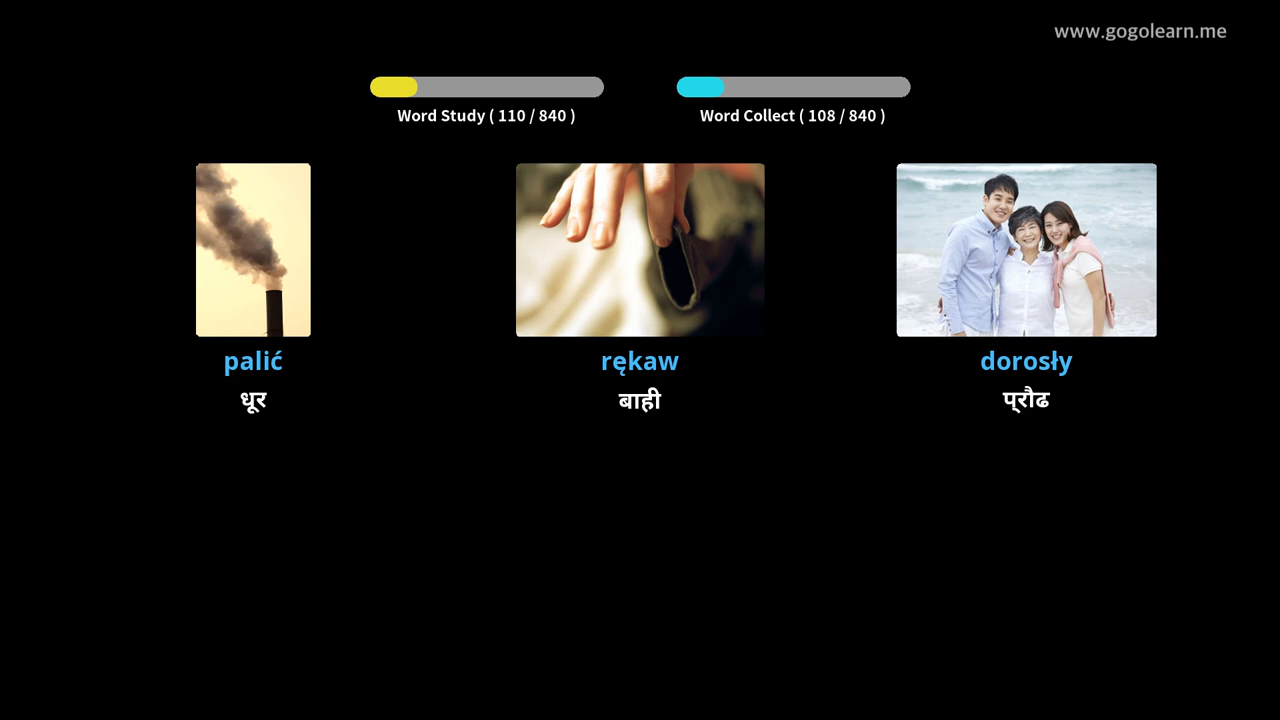 www.gogolearn.me
Word Study ( 110 / 840 )
Word Collect ( 108 / 840 )
palić
rękaw
dorosły
धूर
बाही
प्रौढ